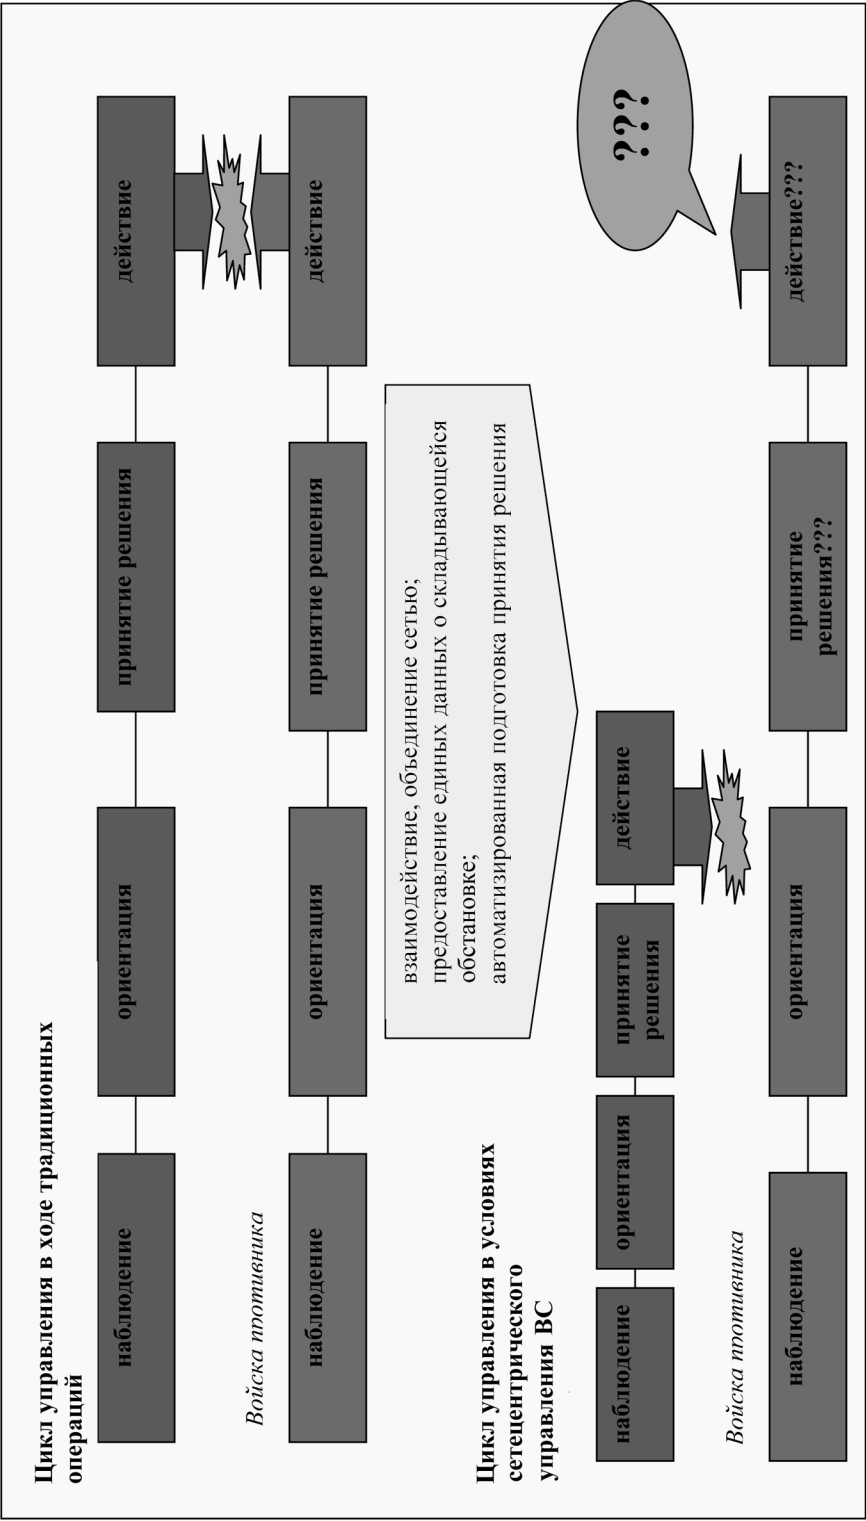 Цикл управления в ходе традиционных
операций
наблюдение
ориентация
принятие решения
действие
Войска противника
наблюдение
ориентация
принятие решения
действие
взаимодействие, объединение сетью;
предоставление единых данных о складывающейся
обстановке;
автоматизированная подготовка принятия решения
Цикл управления в условиях
сетецентрического
управления ВС
наблюдение
ориентация
принятие
решения
действие
Войска противника
наблюдение
ориентация
принятие
решения???
действие???
???